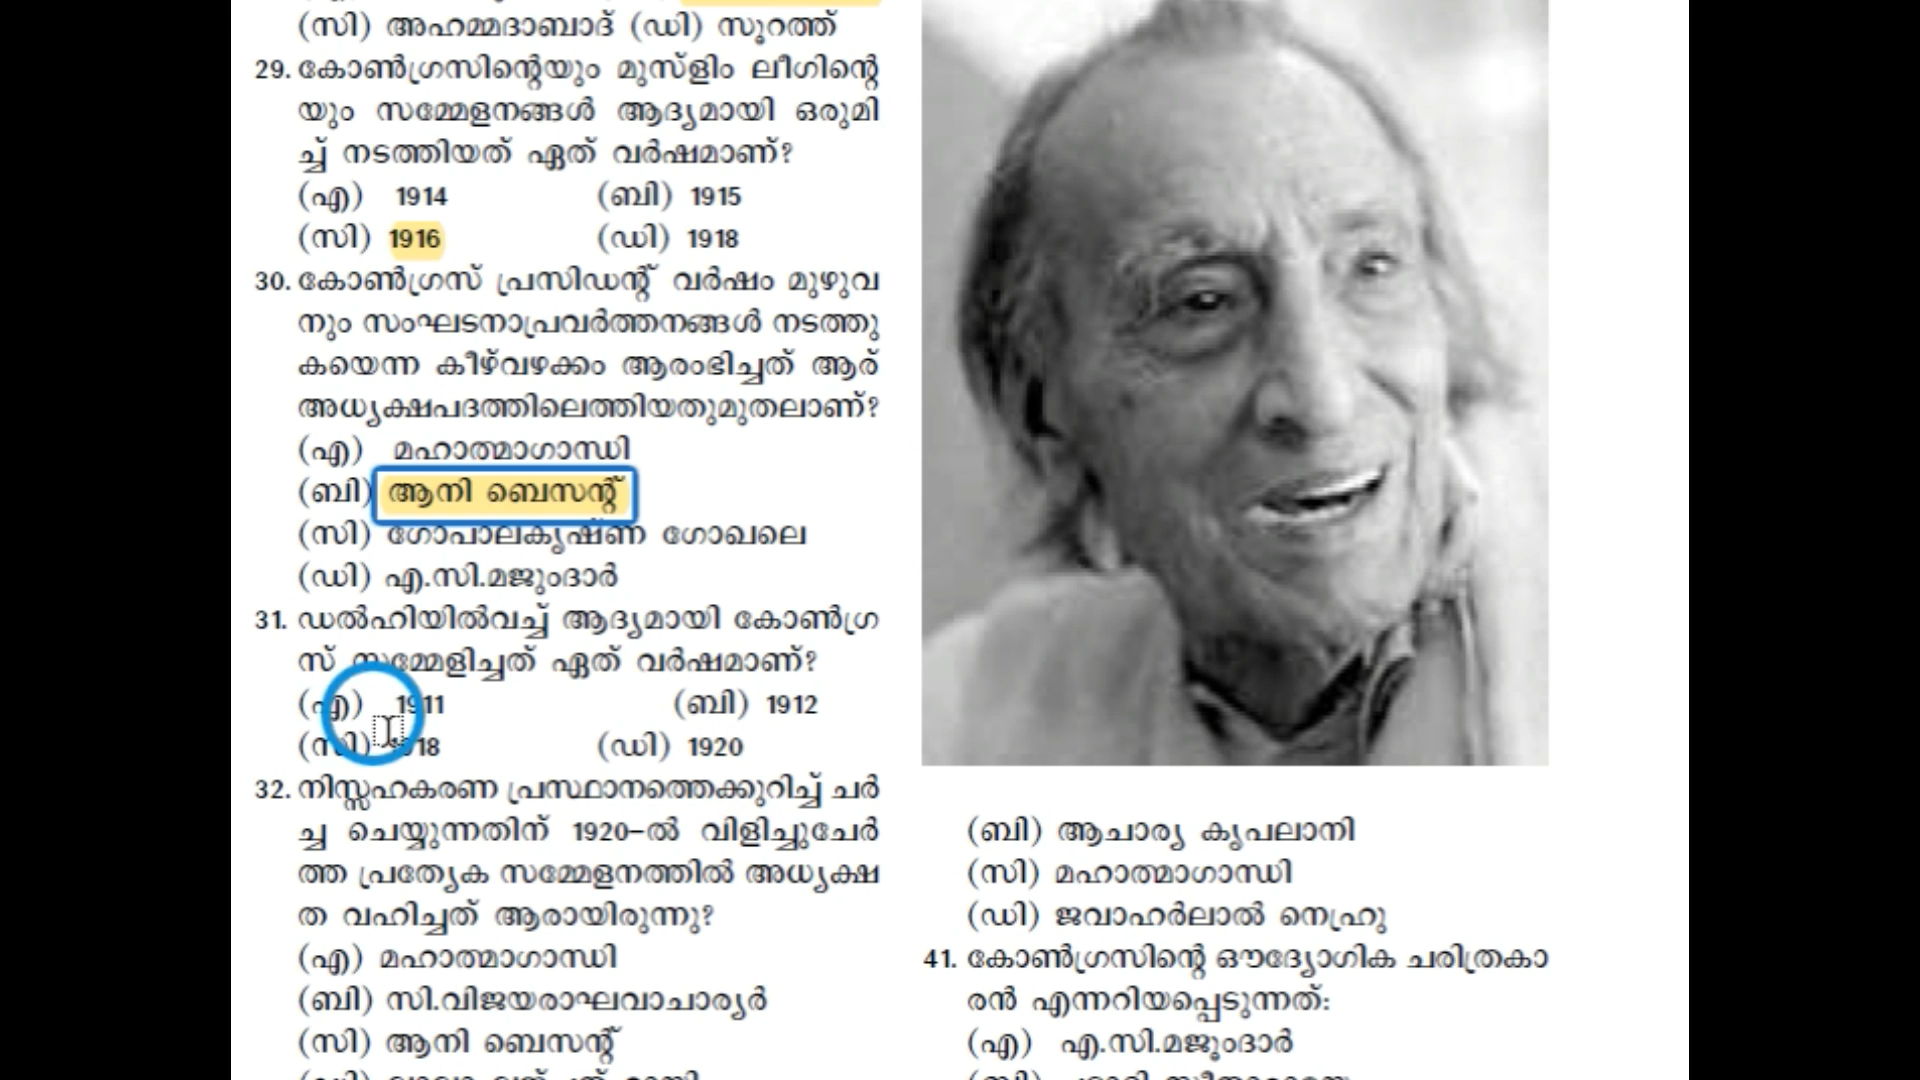 (സി) അഹമ്മദാബാദ് (ഡി) സൂറത്ത്
29. കോൺഗ്രസിന്റെയും മുസ്ളിം ലീഗിന്റെ
യും സമ്മേളനങ്ങൾ ആദ്യമായി ഒരുമി
ച്ച് നടത്തിയത് ഏത് വർഷമാണ്?
(എ) 1914 (ബി) 1915
(സി) 1916 (ഡി) 1918
30. കോൺഗ്രസ് പ്രസിഡന്റ് വർഷം മുഴുവ
നും സംഘടനാപ്രവർത്തനങ്ങൾ നടത്തു
കയെന്ന കീഴ്‌വഴക്കം ആരംഭിച്ചത് ആര്
അധ്യക്ഷപദത്തിലെത്തിയതുമുതലാണ്?
(എ) മഹാത്മാഗാന്ധി
(ബി) ആനി ബെസന്റ്
(സി) ഗോപാലകൃഷ്ണ ഗോഖലെ
(ഡി) എ.സി.മജുംദാർ
31. ഡൽഹിയിൽവച്ച് ആദ്യമായി കോൺഗ്ര
സ് സമ്മേളിച്ചത് ഏത് വർഷമാണ്?
(എ) 1911 (ബി) 1912
(സി) 1918 (ഡി) 1920
32. നിസ്സഹകരണ പ്രസ്ഥാനത്തെക്കുറിച്ച് ചർ
ച്ച ചെയ്യുന്നതിന് 1920-ൽ വിളിച്ചുചേർ
ത്ത പ്രത്യേക സമ്മേളനത്തിൽ അധ്യക്ഷ
ത വഹിച്ചത് ആരായിരുന്നു?
(എ) മഹാത്മാഗാന്ധി
(ബി) സി.വിജയരാഘവാചാര്യർ
(സി) ആനി ബെസന്റ്
(ബി) ആചാര്യ കൃപലാനി
(സി) മഹാത്മാഗാന്ധി
(ഡി) ജവാഹർലാൽ നെഹ്രു
41. കോൺഗ്രസിന്റെ ഔദ്യോഗിക ചരിത്രകാ
രൻ എന്നറിയപ്പെടുന്നത്:
(എ) എ.സി.മജൂംദാർ